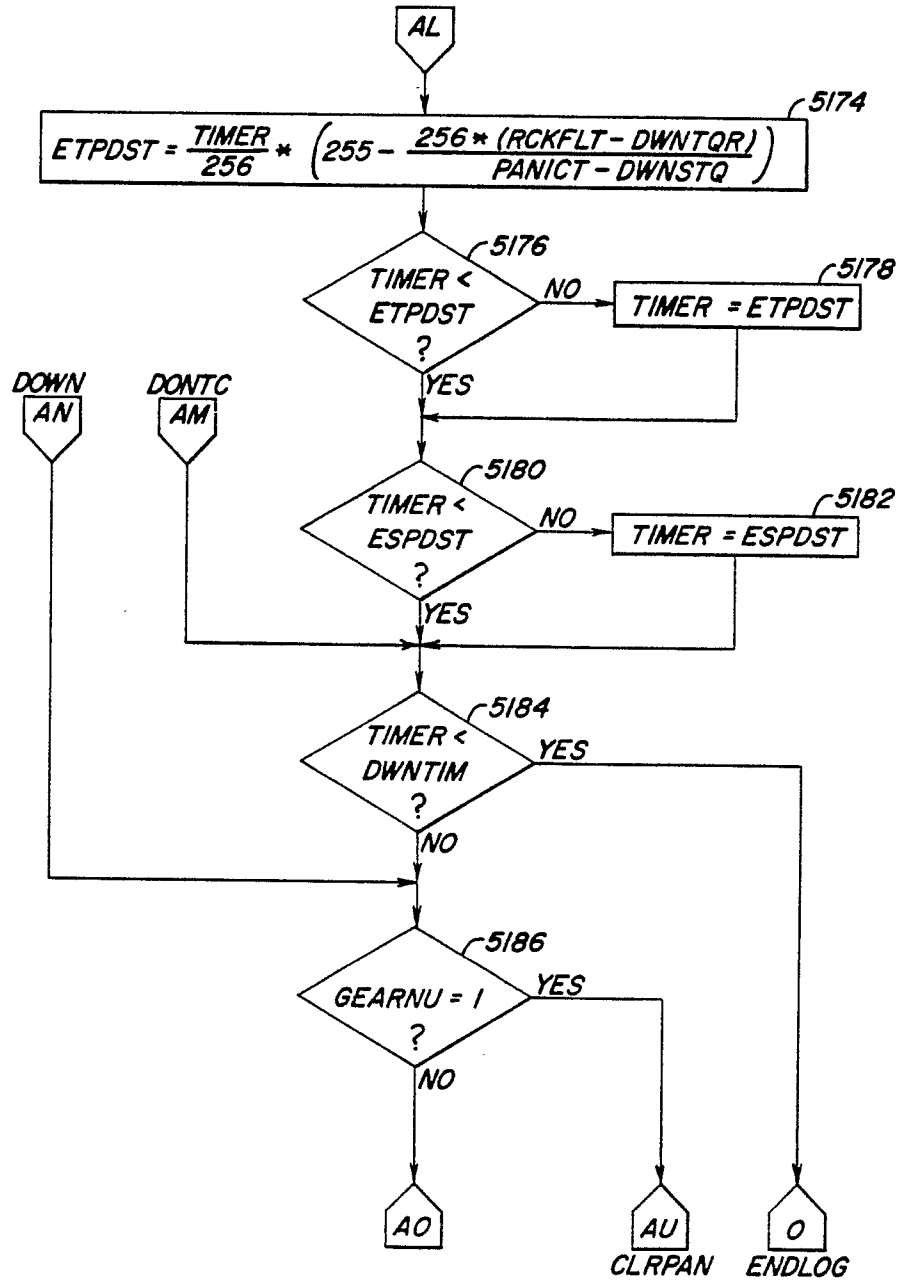 AL
5174
ETPDST = TIMER/256 * (255 - 256 * (RCKFLT - DWNTQR)/PANICT - DWNSTQ)
5176
TIMER <
ETPDST
?
NO
5178
TIMER = ETPDST
YES
DOWN
AN
DONTC
AM
5180
TIMER <
ESPDST
?
NO
5182
TIMER = ESPDST
YES
5184
TIMER <
DWNTIM
?
YES
NO
5186
GEARNU = 1
?
YES
NO
AO
AU
CLRPAN
O
ENDLOG